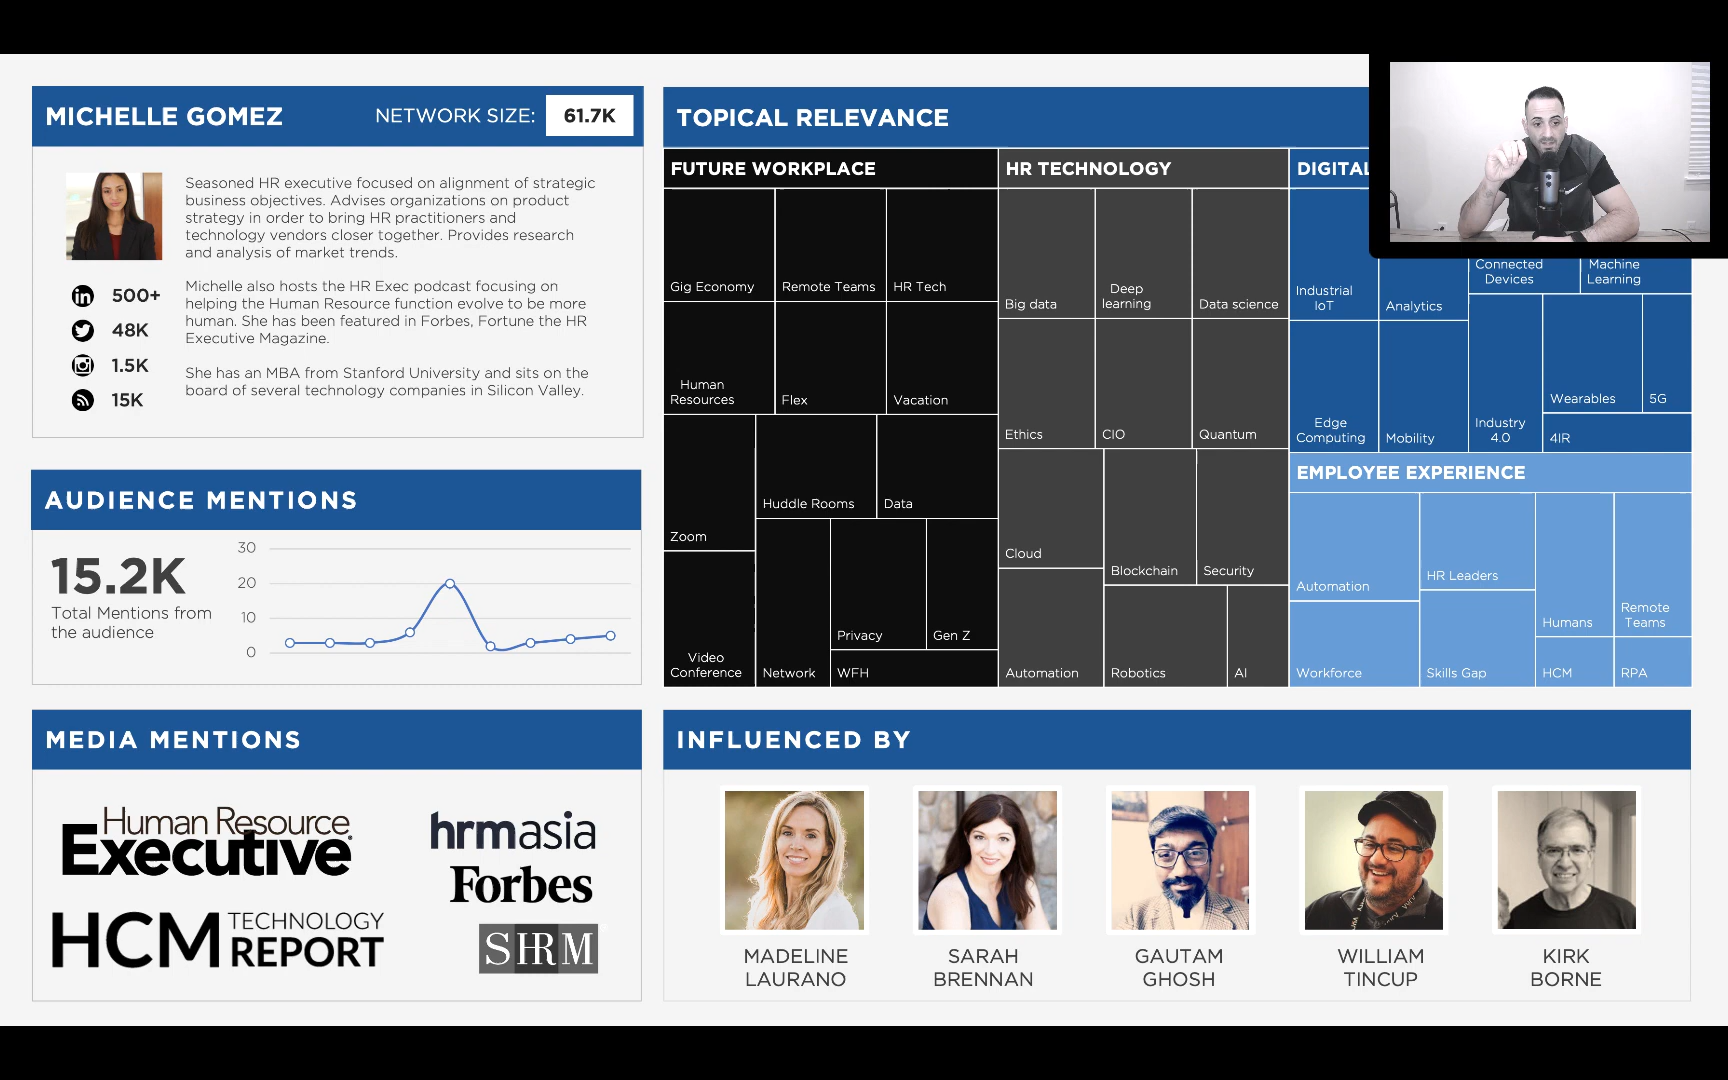 MICHELLE GOMEZ
NETWORK SIZE: 61.7K
Seasoned HR executive focused on alignment of strategic
business objectives. Advises organizations on product
strategy in order to bring HR practitioners and
technology vendors closer together. Provides research
and analysis of market trends.
Michelle also hosts the HR Exec podcast focusing on
helping the Human Resource function evolve to be more
human. She has been featured in Forbes, Fortune the HR
Executive Magazine.
She has an MBA from Stanford University and sits on the
board of several technology companies in Silicon Valley.
in 500+
48K
1.5K
15K
AUDIENCE MENTIONS
15.2K
Total Mentions from
the audience
30
20
10
0
MEDIA MENTIONS
Human Resource
Executive
hrmasia
Forbes
HCM TECHNOLOGY
REPORT
SHRM
TOPICAL RELEVANCE
FUTURE WORKPLACE
Gig Economy
Remote Teams
HR Tech
Human
Resources
Flex
Vacation
Zoom
Huddle Rooms
Data
Video
Conference
Network
Privacy
Gen Z
WFH
HR TECHNOLOGY
Big data
Deep
learning
Data science
Ethics
CIO
Quantum
Cloud
Blockchain
Security
Automation
Robotics
AI
DIGITAL
Industrial
IoT
Analytics
Connected
Devices
Machine
Learning
Edge
Computing
Mobility
Industry
4.0
Wearables
5G
4IR
EMPLOYEE EXPERIENCE
Automation
HR Leaders
Humans
Remote
Teams
Workforce
Skills Gap
HCM
RPA
INFLUENCED BY
MADELINE
LAURANO
SARAH
BRENNAN
GAUTAM
GHOSH
WILLIAM
TINCUP
KIRK
BORNE